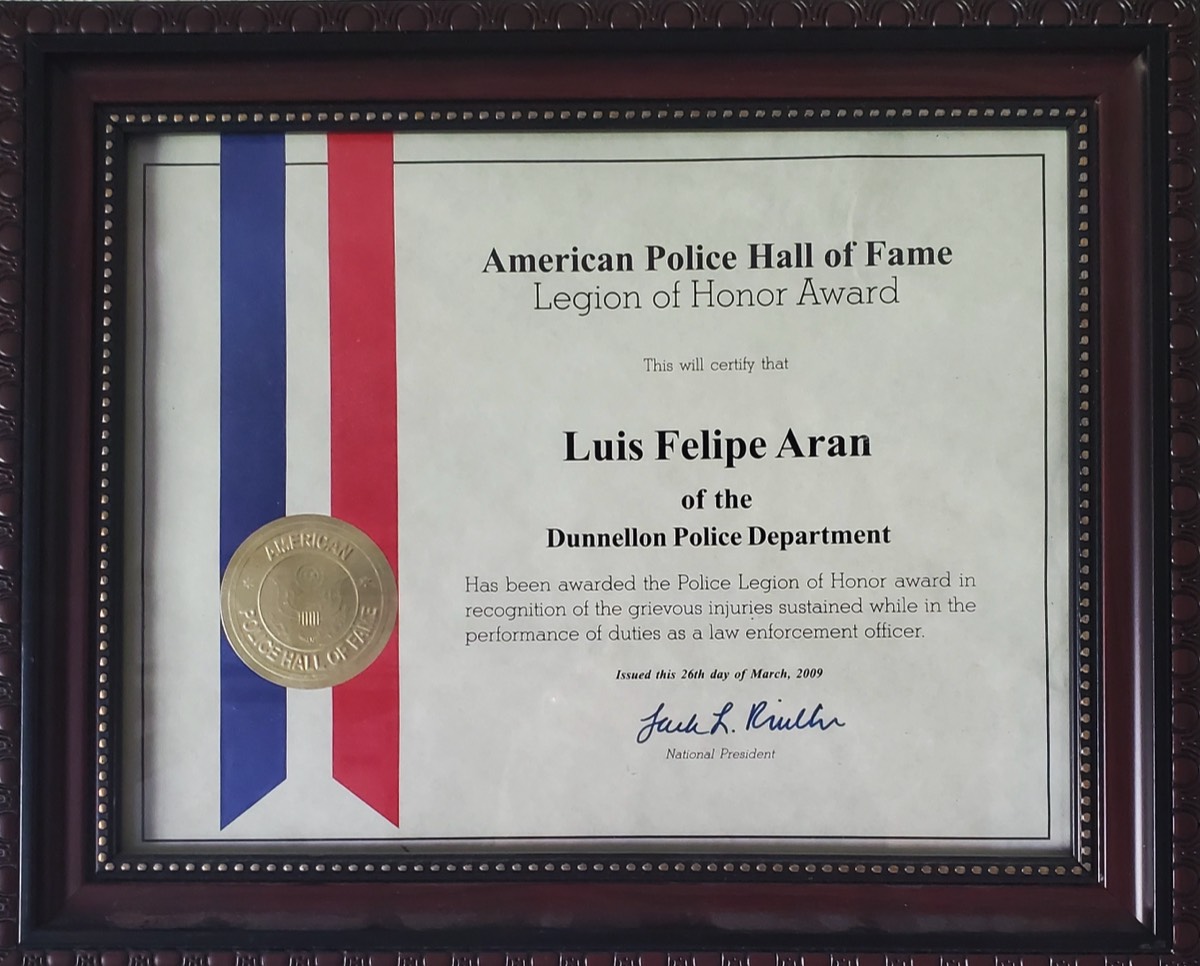 American Police Hall of Fame
Legion of Honor Award
This will certify that
Luis Felipe Aran
of the
Dunnellon Police Department
Has been awarded the Police Legion of Honor award in
recognition of the grievous injuries sustained while in the
performance of duties as a law enforcement officer.
Issued this 26th day of March, 2009
National President
AMERICAN
POLICE HALL OF FAME